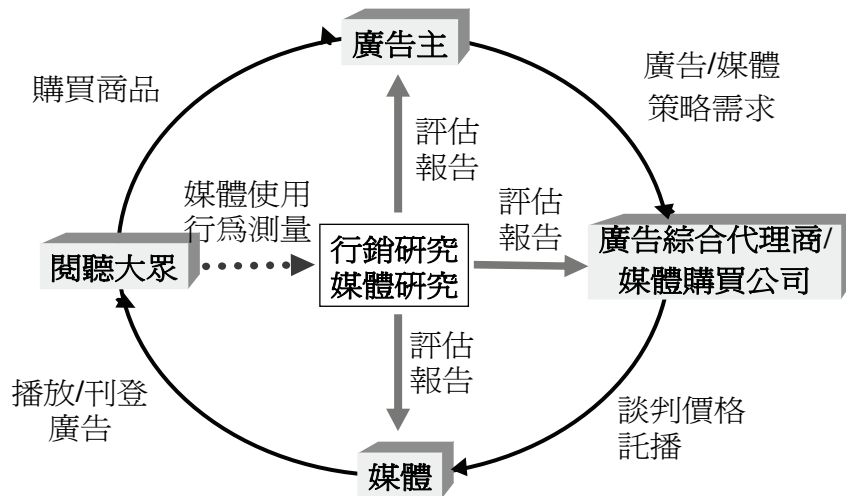 廣告主
購買商品
廣告/媒體
策略需求
評估
報告
媒體使用
行為測量
評估
報告
閱聽大眾
行銷研究
媒體研究
廣告綜合代理商/
媒體購買公司
評估
報告
播放/刊登
廣告
談判價格
託播
媒體